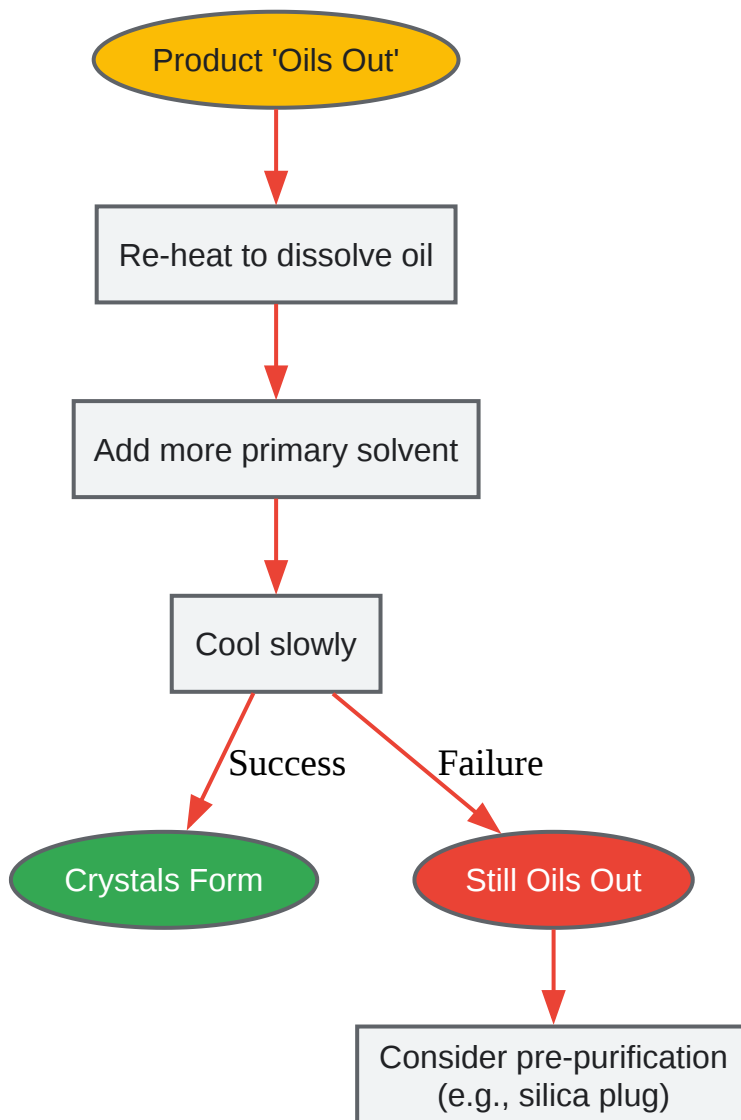 Product 'Oils Out'
Re-heat to dissolve oil
Add more primary solvent
Cool slowly
Success
Failure
Crystals Form
Still Oils Out
Consider pre-purification
(e.g., silica plug)